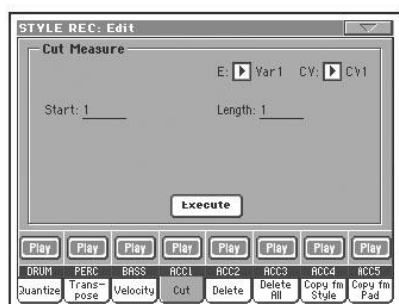 STYLE REC: Edit
Cut Measure
E: Var1 CV: CV1
Start: 1 Length: 1
Execute
Play Play Play Play Play Play Play Play
DRUM PERC BASS ACC1 ACC2 ACC3 ACC4 ACC5
Quantize Trans- Velocity Cut Delete Delete Copy fm Copy fm
pose All Style Pad